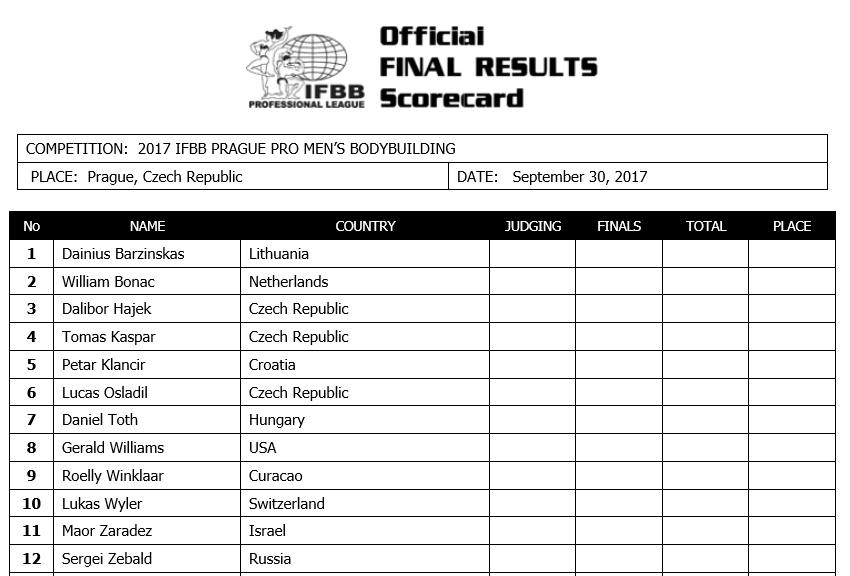 IFBB
PROFESSIONAL LEAGUE
Official
FINAL RESULTS
Scorecard
COMPETITION: 2017 IFBB PRAGUE PRO MEN'S BODYBUILDING
PLACE: Prague, Czech Republic DATE: September 30, 2017
No NAME COUNTRY JUDGING FINALS TOTAL PLACE
1 Dainius Barzinskas Lithuania
2 William Bonac Netherlands
3 Dalibor Hajek Czech Republic
4 Tomas Kaspar Czech Republic
5 Petar Klancir Croatia
6 Lucas Osladil Czech Republic
7 Daniel Toth Hungary
8 Gerald Williams USA
9 Roelly Winklaar Curacao
10 Lukas Wyler Switzerland
11 Maor Zaradez Israel
12 Sergei Zebald Russia